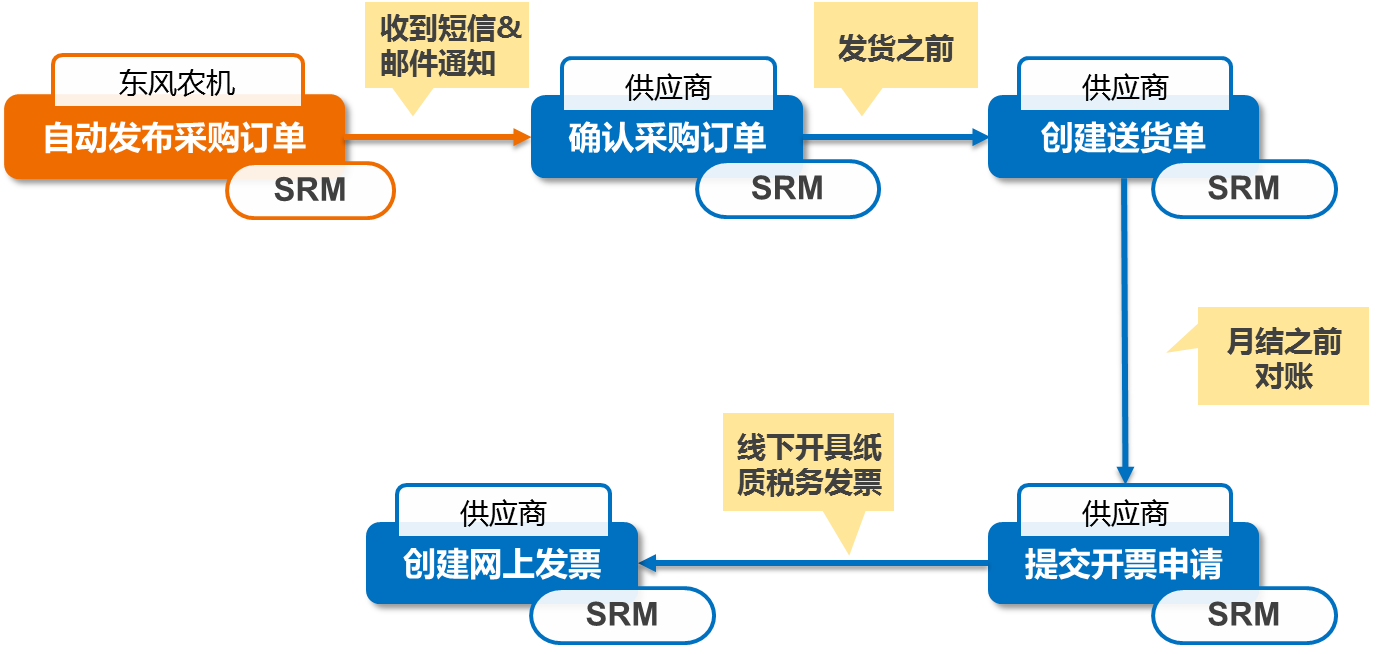 收到短信&
邮件通知
发货之前
东风农机
自动发布采购订单
SRM
供应商
确认采购订单
SRM
供应商
创建送货单
SRM
月结之前
对账
线下开具纸
质税务发票
供应商
创建网上发票
SRM
供应商
提交开票申请
SRM